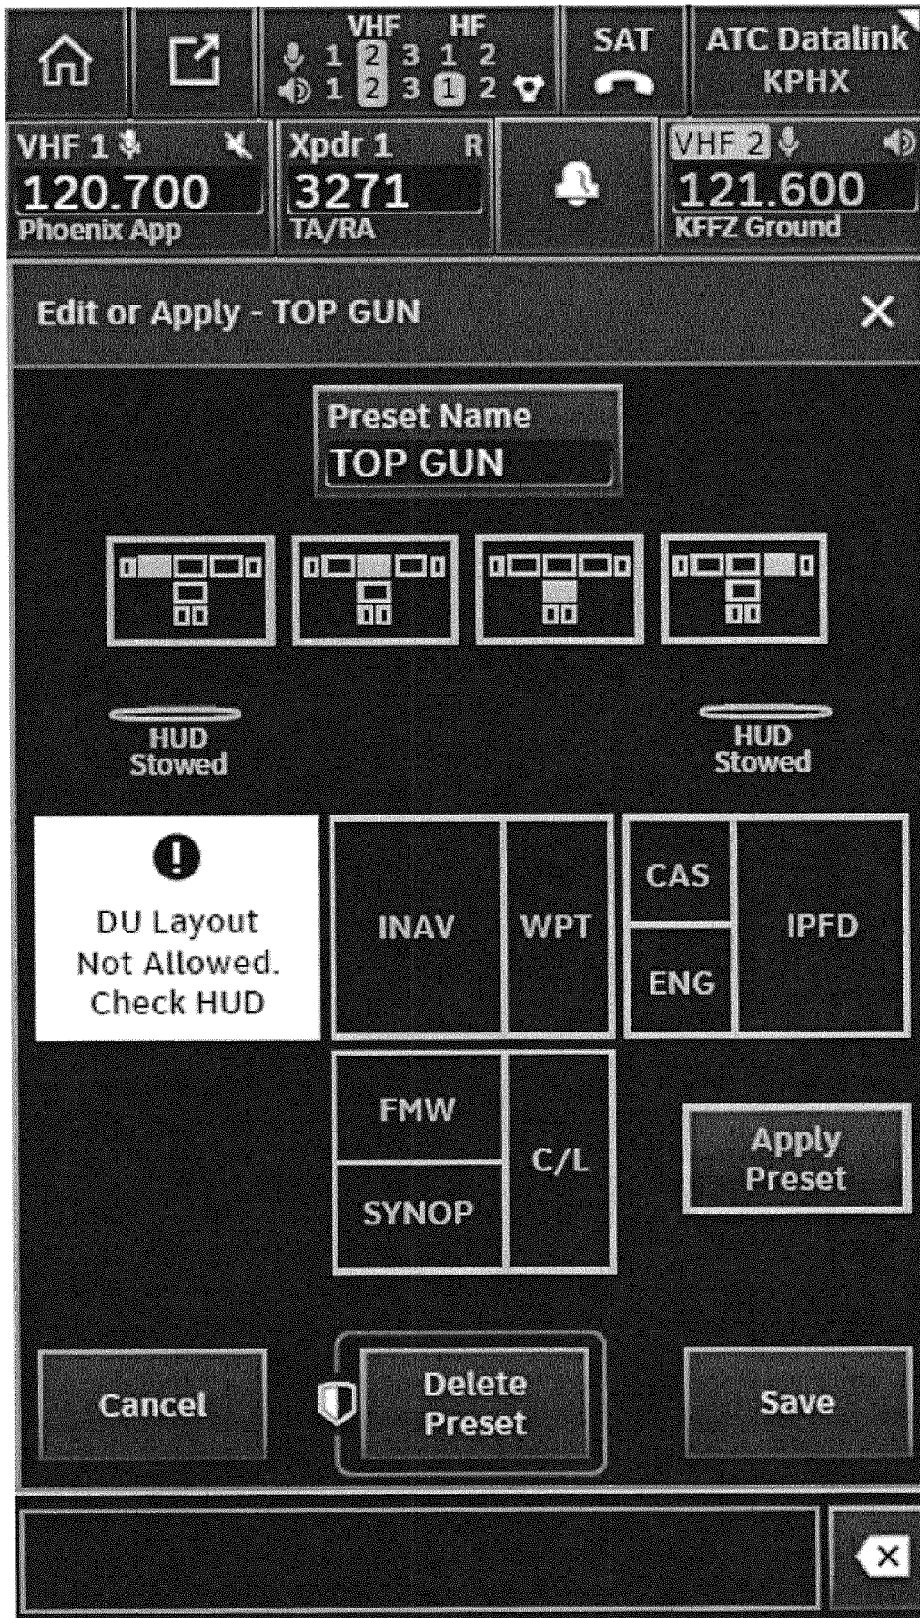 VHF HF
1 2 3 1 2
1 2 3 1 2
SAT
ATC Datalink
KPHX
VHF 1
120.700
Phoenix App
Xpdr 1 R
3271
TA/RA
VHF 2
121.600
KFFZ Ground
Edit or Apply - TOP GUN
Preset Name
TOP GUN
HUD
Stowed
HUD
Stowed
DU Layout
Not Allowed.
Check HUD
INAV
WPT
CAS
ENG
IPFD
FMW
SYNOP
C/L
Apply
Preset
Cancel
Delete
Preset
Save